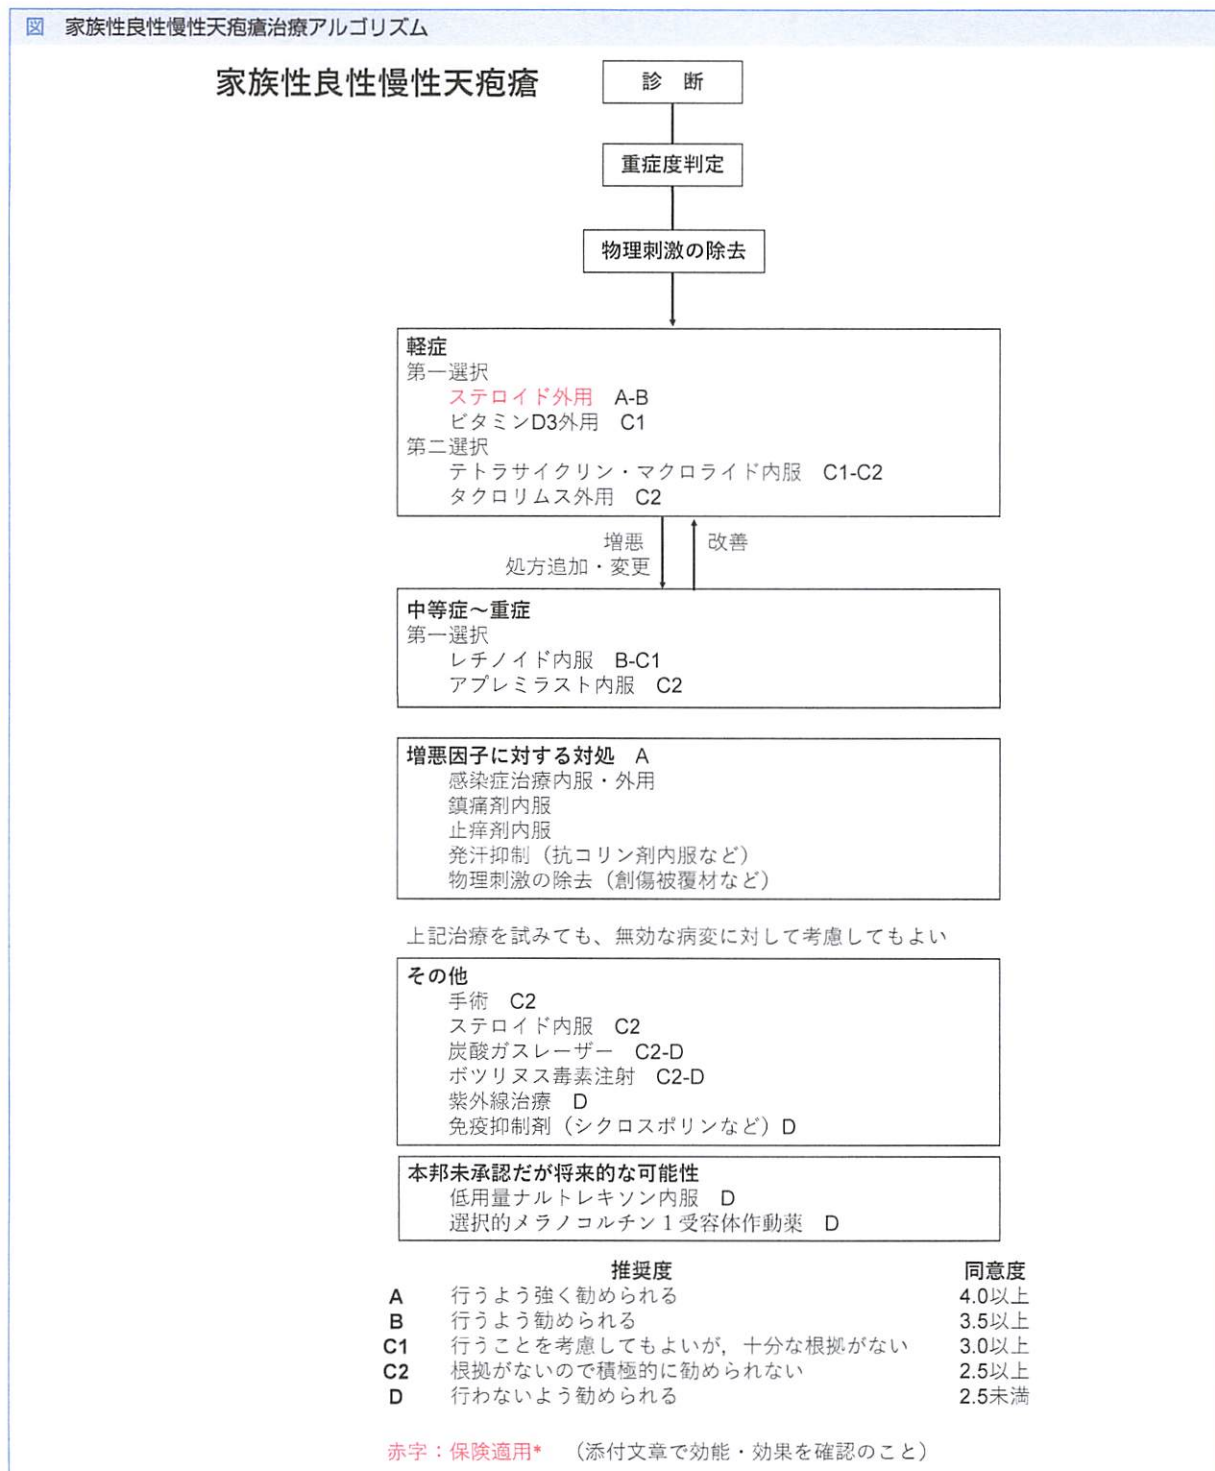 図 家族性良性慢性天疱瘡治療アルゴリズム
家族性良性慢性天疱瘡
診 断
重症度判定
物理刺激の除去
軽症
第一選択
ステロイド外用 A-B
ビタミンD3外用 C1
第二選択
テトラサイクリン・マクロライド内服 C1-C2
タクロリムス外用 C2
増悪
処方追加・変更
改善
中等症～重症
第一選択
レチノイド内服 B-C1
アプレミラスト内服 C2
増悪因子に対する対処 A
感染症治療内服・外用
鎮痛剤内服
止痒剤内服
発汗抑制（抗コリン剤内服など）
物理刺激の除去（創傷被覆材など）
上記治療を試みても、無効な病変に対して考慮してもよい
その他
手術 C2
ステロイド内服 C2
炭酸ガスレーザー C2-D
ボツリヌス毒素注射 C2-D
紫外線治療 D
免疫抑制剤（シクロスポリンなど）D
本邦未承認だが将来的な可能性
低用量ナルトレキソン内服 D
選択的メラノコルチン１受容体作動薬 D
推奨度 同意度
A 行うよう強く勧められる 4.0以上
B 行うよう勧められる 3.5以上
C1 行うことを考慮してもよいが，十分な根拠がない 3.0以上
C2 根拠がないので積極的に勧められない 2.5以上
D 行わないよう勧められる 2.5未満
赤字：保険適用* （添付文章で効能・効果を確認のこと）